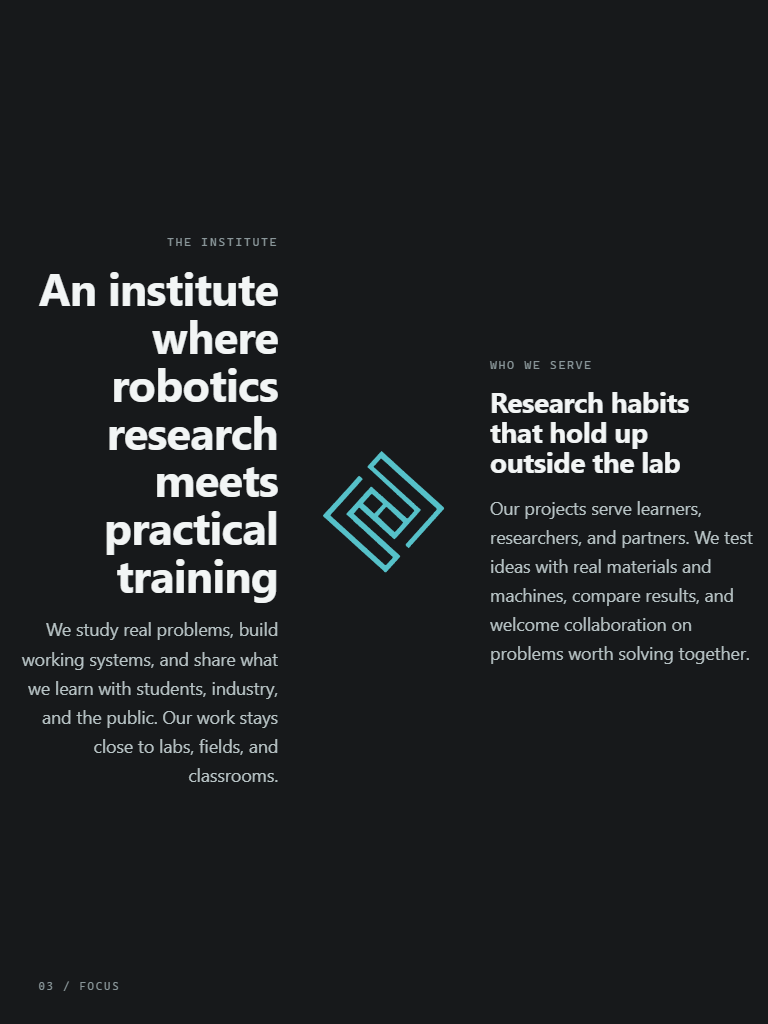 THE INSTITUTE
An institute
where
robotics
research
meets
practical
training
We study real problems, build
working systems, and share what
we learn with students, industry,
and the public. Our work stays
close to labs, fields, and
classrooms.
WHO WE SERVE
Research habits
that hold up
outside the lab
Our projects serve learners,
researchers, and partners. We test
ideas with real materials and
machines, compare results, and
welcome collaboration on
problems worth solving together.
03 / FOCUS